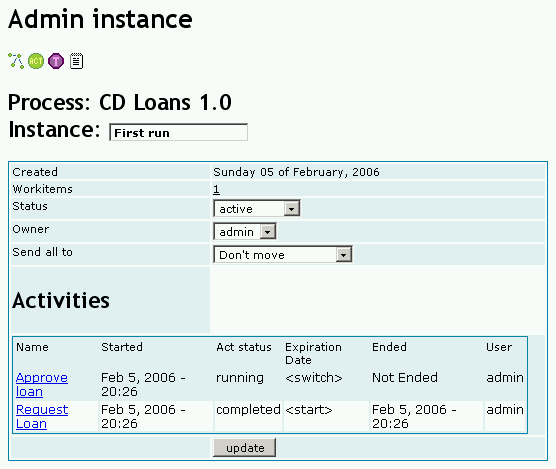 Admin instance
ACT T
Process: CD Loans 1.0
Instance: First run
Created Sunday 05 of February, 2006
Workitems 1
Status active
Owner admin
Send all to Don't move
Activities
Name Started Act status Expiration Date Ended User
Approve loan Feb 5, 2006 - 20:26 running <switch> Not Ended admin
Request Loan Feb 5, 2006 - 20:26 completed <start> Feb 5, 2006 - 20:26 admin
update